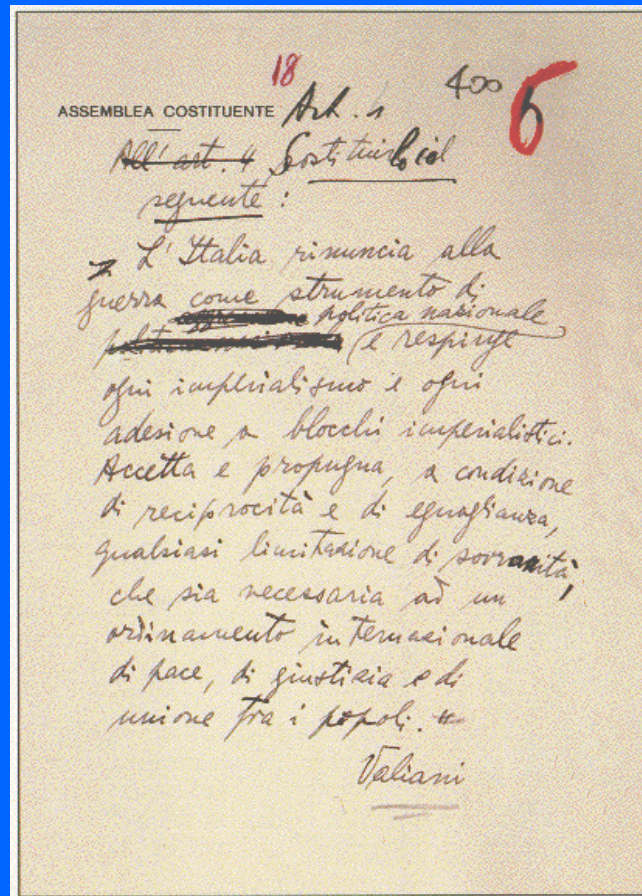 18
400
6
ASSEMBLEA COSTITUENTE Art. 4
All'art. 4 Sostituirlo col
seguente:
"L'Italia rinuncia alla
guerra come strumento di
politica nazionale
e respinge
ogni imperialismo e ogni
adesione a blocchi imperialistici.
Accetta e propugna, a condizione
di reciprocità e di eguaglianza,
qualsiasi limitazione di sovranità,
che sia necessaria ad un
ordinamento internazionale
di pace, di giustizia e di
unione fra i popoli."
Valiani